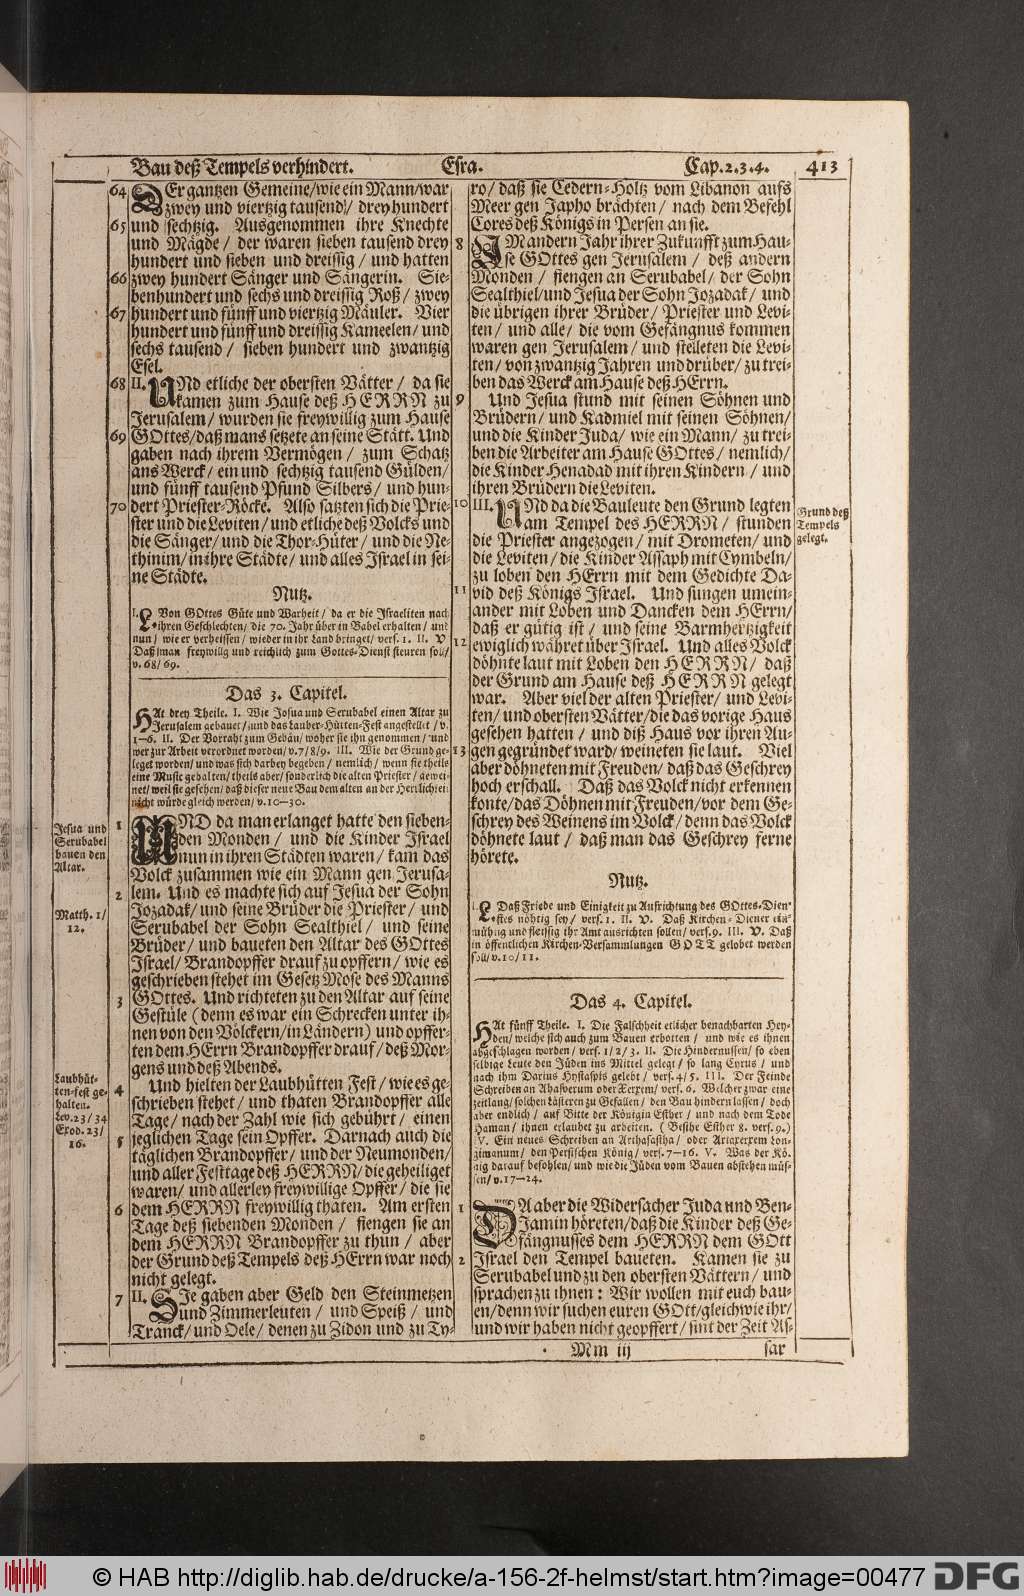 Bau deß Tempels verhindert. Esra. Cap. 2. 3. 4. 413
64 DEr gantzen Gemeine/ wie ein Mann/ war
zwey und viertzig tausend/ drey hundert
65 und sechtzig. Ausgenommen ihre Knechte
und Mägde/ der waren sieben tausend drey
hundert und sieben und dreissig/ und hatten
66 zwey hundert Sänger und Sängerin. Sie-
benhundert und sechs und dreissig Roß/ zwey
67 hundert und fünff und viertzig Mäuler. Vier
hundert und fünff und dreissig Kameelen/ und
sechs tausend/ sieben hundert und zwantzig
Esel.
68 II. UNd etliche der obersten Vätter/ da sie
kamen zum Hause deß HERRN zu
Jerusalem/ wurden sie freywillig zum Hause
69 GOttes/ daß mans setzete an seine Stätt. Und
gaben nach ihrem Vermögen/ zum Schatz
ans Werck/ ein und sechtzig tausend Gülden/
und fünff tausend Pfund Silbers/ und hun-
70 dert Priester-Röcke. Also satzten sich die Prie-
ster und die Leviten/ und etliche deß Volcks und
die Sänger/ und die Thor-Hüter/ und die Ne-
thinim/ in ihre Städte/ und alles Israel in sei-
ne Städte.
Nutz.
I. L. Von GOttes Güte und Warheit/ da er die Israeliten nach
ihren Geschlechten/ die 70. Jahr über in Babel erhalten/ und
nun/ wie er verheissen/ wieder in ihr Land bringet/ vers. 1. II. V
Daß man freywillig und reichlich zum Gottes-Dienst steuren soll/
v. 68/ 69.
Das 3. Capitel.
HAt drey Theile. I. Wie Josua und Serubabel einen Altar zu
Jerusalem gebauet/ und das Lauber-Hütten-Fest angestellet/ v.
1–6. II. Der Vorraht zum Gebäu/ woher sie ihn genommen/ und
wer zur Arbeit verordnet worden/ v. 7/ 8/ 9. III. Wie der Grund ge-
leget worden/ und was sich darbey begeben/ nemlich/ wenn sie theils
eine Music gehalten/ theils aber/ sonderlich die alten Priester/ gewei-
net/ weil sie gesehen/ daß dieser neue Bau dem alten an der Herrlichkeit
nicht würde gleich werden/ v. 10–30.
Jesua und
Serubabel
bauen den
Altar.
1 UND da man erlanget hatte den sieben-
den Monden/ und die Kinder Israel
nun in ihren Städten waren/ kam das
Volck zusammen wie ein Mann gen Jerusa-
2 lem. Und es machte sich auf Jesua der Sohn
Matth. 1/
12.
Jozadak/ und seine Brüder die Priester/ und
Serubabel der Sohn Sealthiel/ und seine
Brüder/ und baueten den Altar des GOttes
Israel/ Brandopffer drauf zu opffern/ wie es
geschrieben stehet im Gesetz Mose des Manns
3 GOttes. Und richteten zu den Altar auf seine
Gestüle (denn es war ein Schrecken unter ih-
nen von den Völckern/ in Ländern) und opffer-
ten dem HErrn Brandopffer drauf/ deß Mor-
gens und deß Abends.
Laubhüt-
ten-fest ge-
halten.
Lev. 23/ 34
Exod. 23/
16.
4 Und hielten der Laubhütten Fest/ wie es ge-
schrieben stehet/ und thaten Brandopffer alle
Tage/ nach der Zahl wie sich gebührt/ einen
5 jeglichen Tage sein Opffer. Darnach auch die
täglichen Brandopffer/ und der Neumonden/
und aller Festtage deß HERRN/ die geheiliget
waren/ und allerley freywillige Opffer/ die sie
6 dem HERRN freywillig thaten. Am ersten
Tage deß siebenden Monden/ fiengen sie an
dem HERRN Brandopffer zu thun/ aber
der Grund deß Tempels deß HErrn war noch
nicht gelegt.
7 II. SIe gaben aber Geld den Steinmetzen
und Zimmerleuten/ und Speiß/ und
Tranck/ und Oele/ denen zu Zidon und zu Ty-
ro/ daß sie Cedern-Holtz vom Libanon aufs
Meer gen Japho brächten/ nach dem Befehl
Cores deß Königs in Persen an sie.
8 IM andern Jahr ihrer Zukunfft zum Hau-
se GOttes gen Jerusalem/ deß andern
Monden/ fiengen an Serubabel/ der Sohn
Sealthiel/ und Jesua der Sohn Jozadak/ und
die übrigen ihrer Brüder/ Priester und Levi-
ten/ und alle/ die vom Gefängnus kommen
waren gen Jerusalem/ und stelleten die Levi-
ten/ von zwantzig Jahren und drüber/ zu trei-
ben das Werck am Hause deß HErrn.
9 Und Jesua stund mit seinen Söhnen und
Brüdern/ und Kadmiel mit seinen Söhnen/
und die Kinder Juda/ wie ein Mann/ zu trei-
ben die Arbeiter am Hause GOttes/ nemlich/
die Kinder Henadad mit ihren Kindern/ und
ihren Brüdern die Leviten.
10 III. UNd da die Bauleute den Grund legten
am Tempel des HERRN/ stunden
die Priester angezogen/ mit Drometen/ und
die Leviten/ die Kinder Assaph mit Cymbeln/
zu loben den HErrn mit dem Gedichte Da-
11 vid deß Königs Israel. Und sungen umein-
ander mit Loben und Dancken dem HErrn/
daß er gütig ist/ und seine Barmhertzigkeit
12 ewiglich währet über Israel. Und alles Volck
döhnte laut mit Loben den HERRN/ daß
der Grund am Hause deß HERRN gelegt
war. Aber viel der alten Priester/ und Levi-
ten/ und obersten Vätter/ die das vorige Haus
gesehen hatten/ und diß Haus vor ihren Au-
13 gen gegründet ward/ weineten sie laut. Viel
aber döhneten mit Freuden/ daß das Geschrey
hoch erschall. Daß das Volck nicht erkennen
konte/ das Döhnen mit Freuden/ vor dem Ge-
schrey des Weinens im Volck/ denn das Volck
döhnete laut/ daß man das Geschrey ferne
hörete.
Grund deß
Tempels
gelegt.
Nutz.
I. L. Daß Friede und Einigkeit zu Aufrichtung des GOttes-Dien-
stes nöhtig sey/ vers. 1. II. V. Daß Kirchen-Diener ein-
mühtig und fleissig ihr Amt ausrichten sollen/ vers. 9. III. V. Daß
in öffentlichen Kirchen-Versammlungen GOTT gelobet werden
soll/ v. 10/ 11.
Das 4. Capitel.
HAt fünff Theile. I. Die Falschheit etlicher benachbarten Hey-
den/ welche sich auch zum Bauen erbotten/ und wie es ihnen
abgeschlagen worden/ vers. 1/ 2/ 3. II. Die Hindernussen/ so eben
selbige Leute den Jüden ins Mittel gelegt/ so lang Cyrus/ und
nach ihm Darius Hystaspis gelebt/ vers. 4/ 5. III. Der Feinde
Schreiben an Ahasverum oder Xerxem/ vers. 6. Welcher zwar eine
zeitlang/ solchen Lästeren zu Gefallen/ den Bau hindern lassen/ doch
aber endlich/ auf Bitte der Königin Esther/ und nach dem Tode
Haman/ ihnen erlaubet zu arbeiten. (Besihe Esther 8. vers. 9.)
IV. Ein neues Schreiben an Arthasastha/ oder Artaxerxem Lon-
gimanum/ den Persischen König/ vers. 7–16. V. Was der Kö-
nig darauf befohlen/ und wie die Jüden vom Bauen abstehen müs-
sen/ v. 17–24.
1 DA aber die Widersacher Juda und Ben-
Jamin höreten/ daß die Kinder deß Ge-
fängnusses dem HERRN dem GOtt
2 Israel den Tempel baueten. Kamen sie zu
Serubabel und zu den obersten Vättern/ und
sprachen zu ihnen: Wir wollen mit euch bau-
en/ denn wir suchen euren GOtt/ gleich wie ihr/
und wir haben nicht geopffert/ sint der Zeit As-
Mm iij sar
© HAB http://diglib.hab.de/drucke/a-156-2f-helmst/start.htm?image=00477 DFG